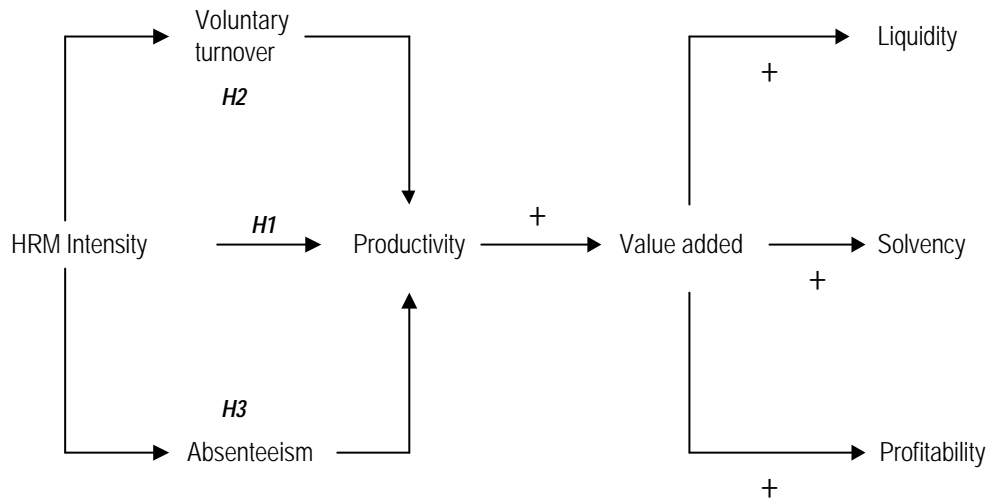 Voluntary
turnover
Liquidity
+
H2
H1
+
HRM Intensity
Productivity
Value added
Solvency
+
H3
Absenteeism
Profitability
+